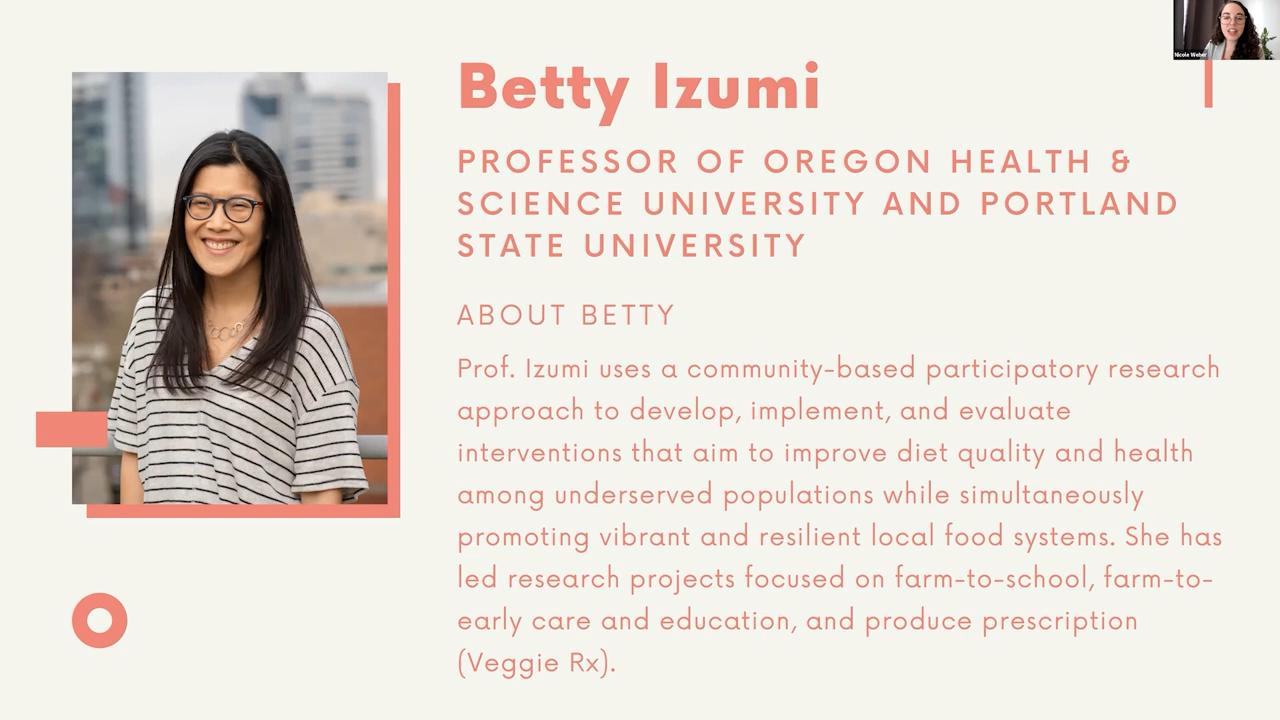 Nicole Weber
Betty Izumi
PROFESSOR OF OREGON HEALTH &
SCIENCE UNIVERSITY AND PORTLAND
STATE UNIVERSITY
ABOUT BETTY
Prof. Izumi uses a community-based participatory research
approach to develop, implement, and evaluate
interventions that aim to improve diet quality and health
among underserved populations while simultaneously
promoting vibrant and resilient local food systems. She has
led research projects focused on farm-to-school, farm-to-
early care and education, and produce prescription
(Veggie Rx).